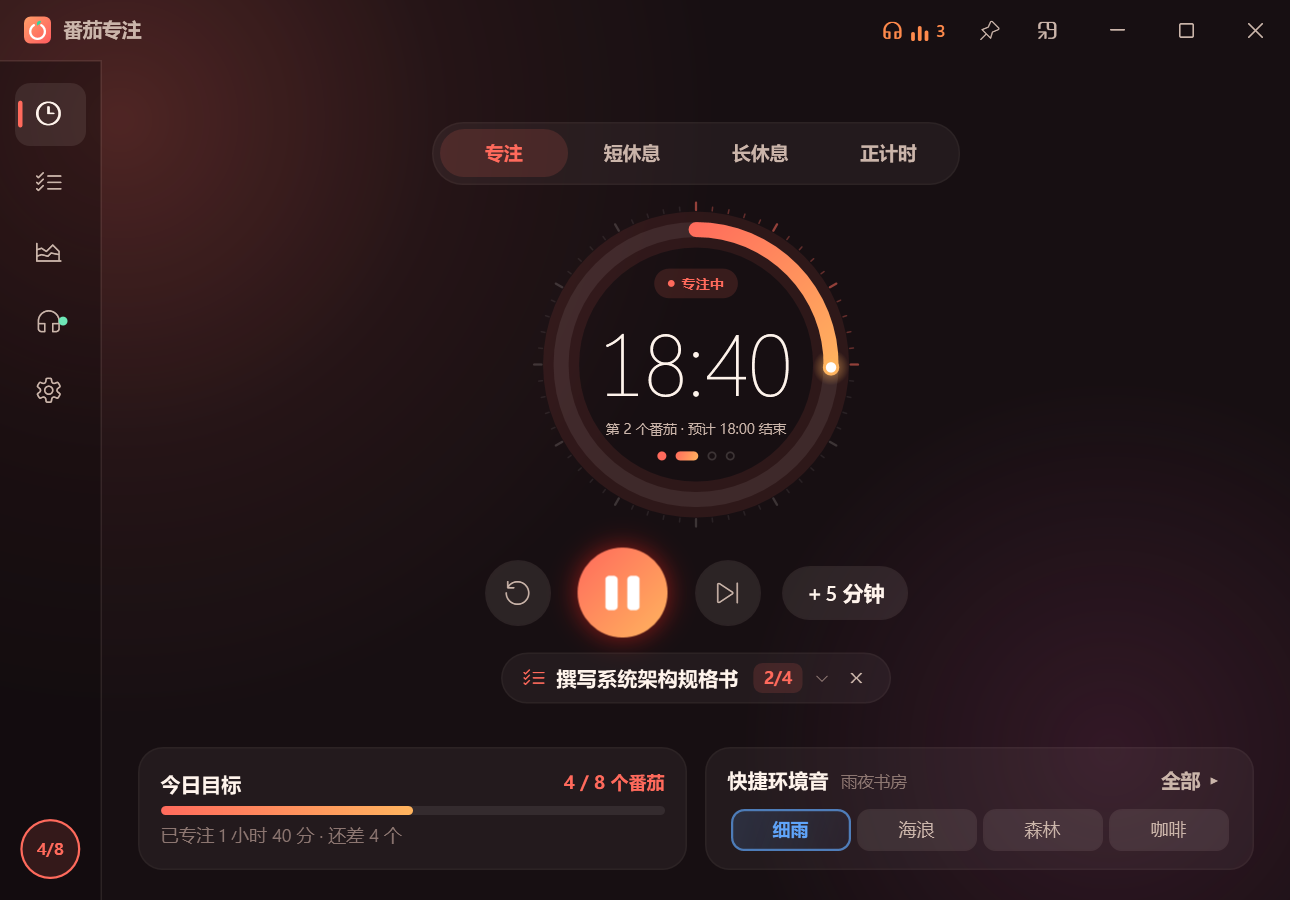 番茄专注
3
专注 短休息 长休息 正计时
专注中
18:40
第 2 个番茄 · 预计 18:00 结束
+ 5 分钟
撰写系统架构规格书 2/4
今日目标 4 / 8 个番茄
已专注 1 小时 40 分 · 还差 4 个
快捷环境音 雨夜书房 全部
细雨 海浪 森林 咖啡
4/8